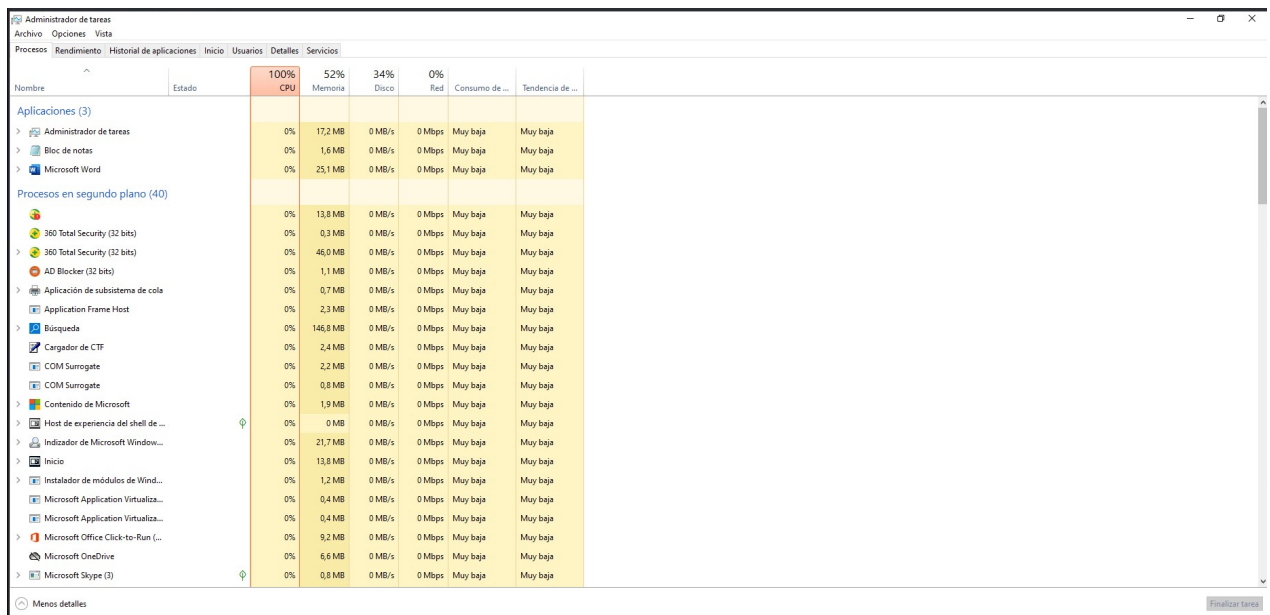 Administrador de tareas
Archivo Opciones Vista
Procesos Rendimiento Historial de aplicaciones Inicio Usuarios Detalles Servicios
100% 52% 34% 0%
Nombre Estado CPU Memoria Disco Red Consumo de ... Tendencia de ...
Aplicaciones (3)
Administrador de tareas 0% 17,2 MB 0 MB/s 0 Mbps Muy baja Muy baja
Bloc de notas 0% 1,6 MB 0 MB/s 0 Mbps Muy baja Muy baja
Microsoft Word 0% 25,1 MB 0 MB/s 0 Mbps Muy baja Muy baja
Procesos en segundo plano (40)
0% 13,8 MB 0 MB/s 0 Mbps Muy baja Muy baja
360 Total Security (32 bits) 0% 0,3 MB 0 MB/s 0 Mbps Muy baja Muy baja
360 Total Security (32 bits) 0% 46,0 MB 0 MB/s 0 Mbps Muy baja Muy baja
AD Blocker (32 bits) 0% 1,1 MB 0 MB/s 0 Mbps Muy baja Muy baja
Aplicación de subsistema de cola 0% 0,7 MB 0 MB/s 0 Mbps Muy baja Muy baja
Application Frame Host 0% 2,3 MB 0 MB/s 0 Mbps Muy baja Muy baja
Búsqueda 0% 146,8 MB 0 MB/s 0 Mbps Muy baja Muy baja
Cargador de CTF 0% 2,4 MB 0 MB/s 0 Mbps Muy baja Muy baja
COM Surrogate 0% 2,2 MB 0 MB/s 0 Mbps Muy baja Muy baja
COM Surrogate 0% 0,8 MB 0 MB/s 0 Mbps Muy baja Muy baja
Contenido de Microsoft 0% 1,9 MB 0 MB/s 0 Mbps Muy baja Muy baja
Host de experiencia del shell de ... 0% 0 MB 0 MB/s 0 Mbps Muy baja Muy baja
Indizador de Microsoft Window... 0% 21,7 MB 0 MB/s 0 Mbps Muy baja Muy baja
Inicio 0% 13,8 MB 0 MB/s 0 Mbps Muy baja Muy baja
Instalador de módulos de Wind... 0% 1,2 MB 0 MB/s 0 Mbps Muy baja Muy baja
Microsoft Application Virtualiza... 0% 0,4 MB 0 MB/s 0 Mbps Muy baja Muy baja
Microsoft Application Virtualiza... 0% 0,4 MB 0 MB/s 0 Mbps Muy baja Muy baja
Microsoft Office Click-to-Run (... 0% 9,2 MB 0 MB/s 0 Mbps Muy baja Muy baja
Microsoft OneDrive 0% 6,6 MB 0 MB/s 0 Mbps Muy baja Muy baja
Microsoft Skype (3) 0% 0,8 MB 0 MB/s 0 Mbps Muy baja Muy baja
Menos detalles Finalizar tarea